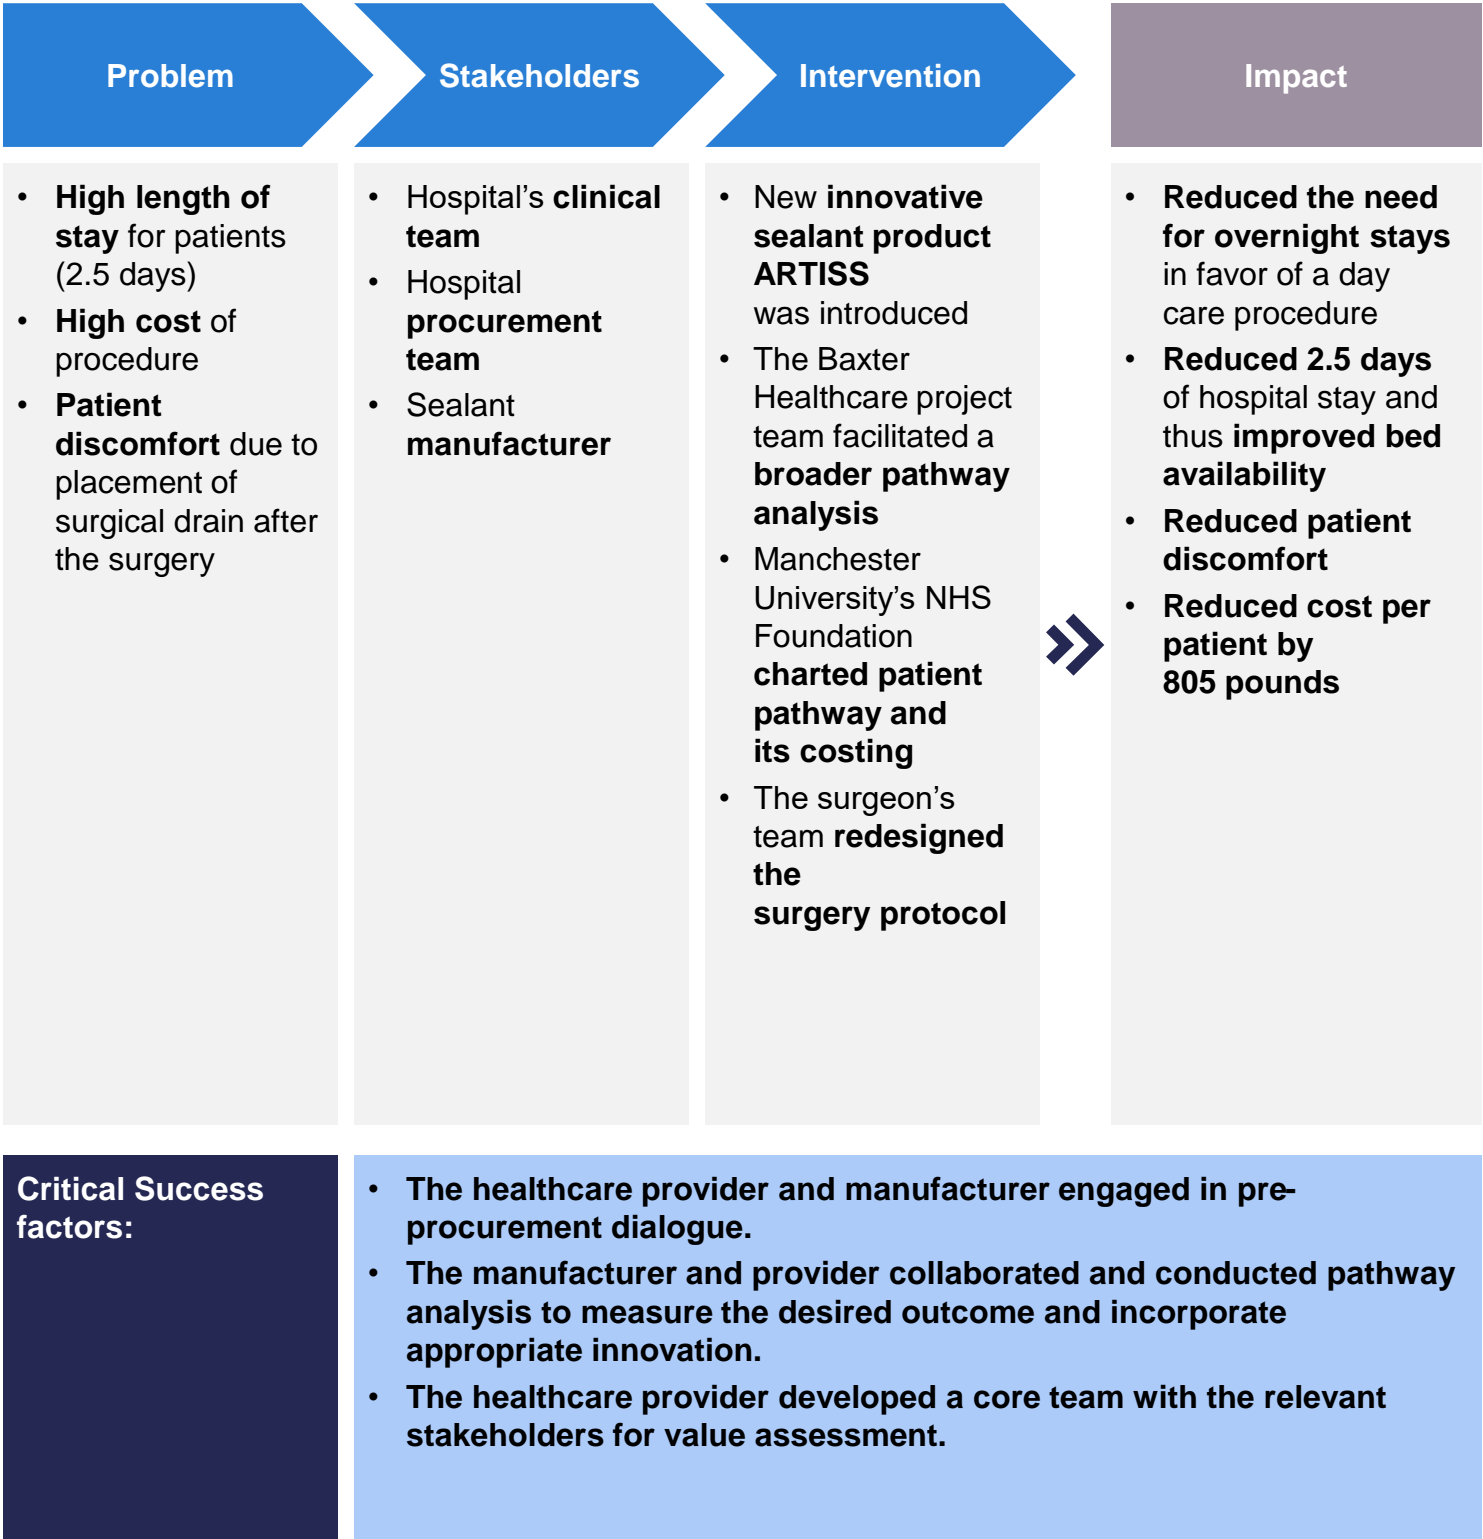 Problem
Stakeholders
Intervention
Impact
• High length of
stay for patients
(2.5 days)
• High cost of
procedure
• Patient
discomfort due to
placement of
surgical drain after
the surgery
• Hospital’s clinical
team
• Hospital
procurement
team
• Sealant
manufacturer
• New innovative
sealant product
ARTISS
was introduced
• The Baxter
Healthcare project
team facilitated a
broader pathway
analysis
• Manchester
University’s NHS
Foundation
charted patient
pathway and
its costing
• The surgeon’s
team redesigned
the
surgery protocol
• Reduced the need
for overnight stays
in favor of a day
care procedure
• Reduced 2.5 days
of hospital stay and
thus improved bed
availability
• Reduced patient
discomfort
• Reduced cost per
patient by
805 pounds
Critical Success
factors:
• The healthcare provider and manufacturer engaged in pre-
procurement dialogue.
• The manufacturer and provider collaborated and conducted pathway
analysis to measure the desired outcome and incorporate
appropriate innovation.
• The healthcare provider developed a core team with the relevant
stakeholders for value assessment.